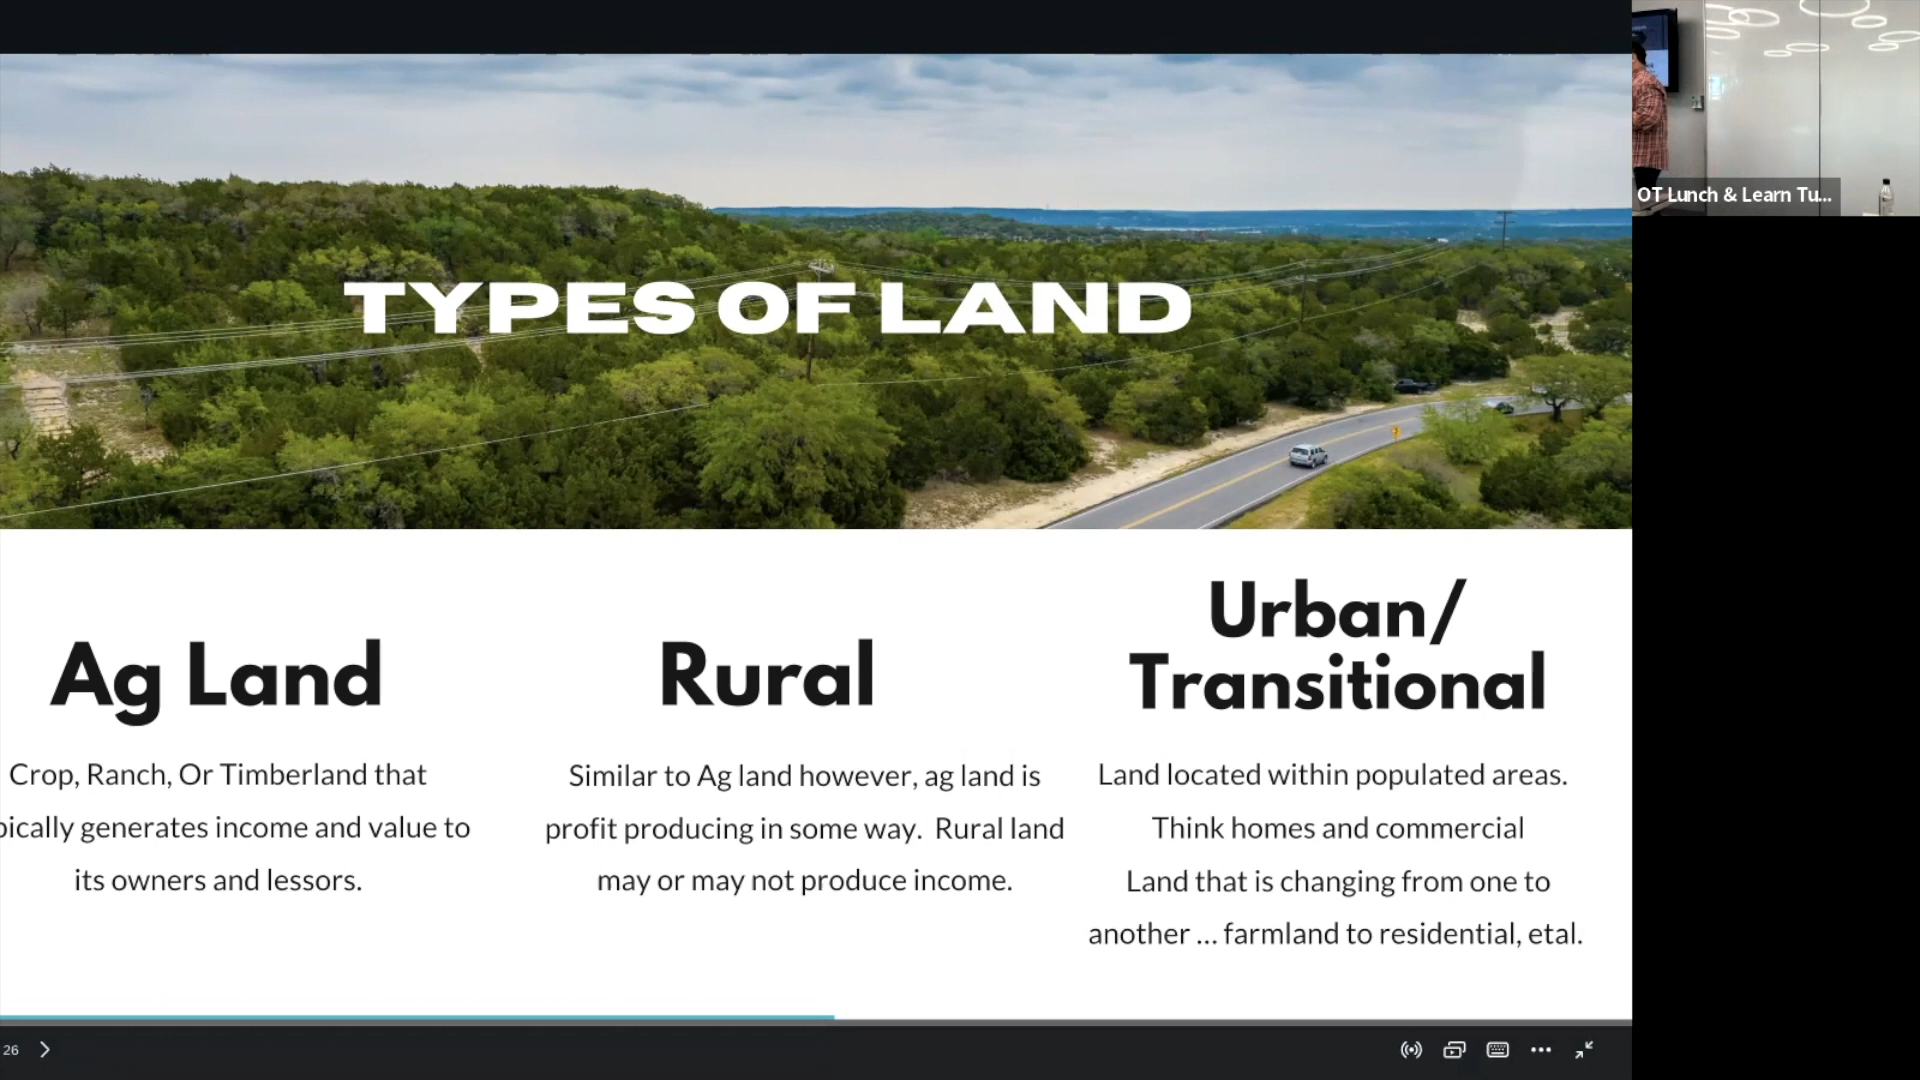 TYPES OF LAND
Ag Land
Crop, Ranch, Or Timberland that
generates income and value to
its owners and lessors.
Rural
Similar to Ag land however, ag land is
profit producing in some way. Rural land
may or may not produce income.
Urban/
Transitional
Land located within populated areas.
Think homes and commercial
Land that is changing from one to
another ... farmland to residential, etal.
OT Lunch & Learn Tu...
26